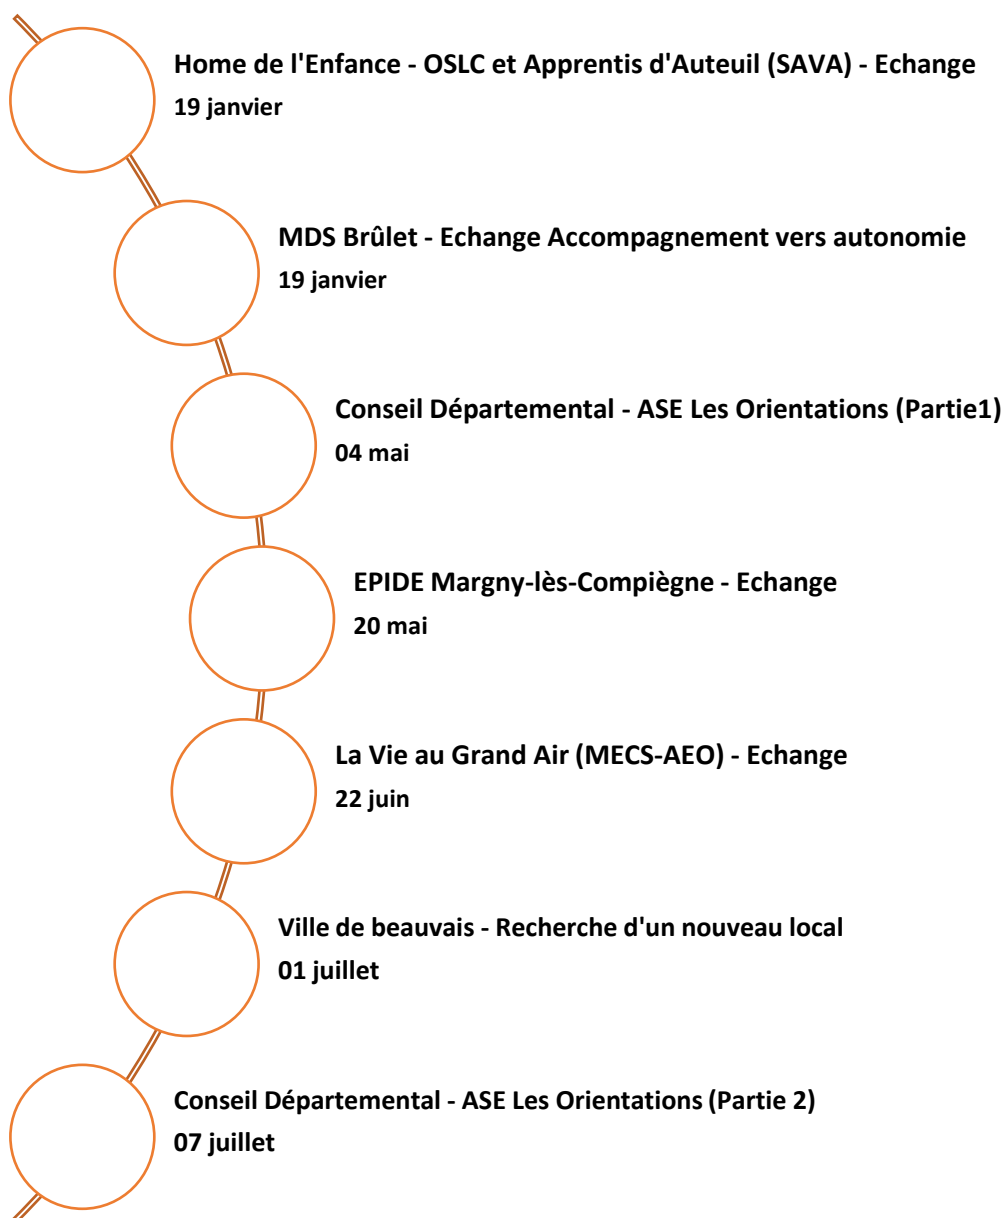 Home de l'Enfance - OSLC et Apprentis d'Auteuil (SAVA) - Echange
19 janvier
MDS Brûlet - Echange Accompagnement vers autonomie
19 janvier
Conseil Départemental - ASE Les Orientations (Partie1)
04 mai
EPIDE Margny-lès-Compiègne - Echange
20 mai
La Vie au Grand Air (MECS-AEO) - Echange
22 juin
Ville de beauvais - Recherche d'un nouveau local
01 juillet
Conseil Départemental - ASE Les Orientations (Partie 2)
07 juillet